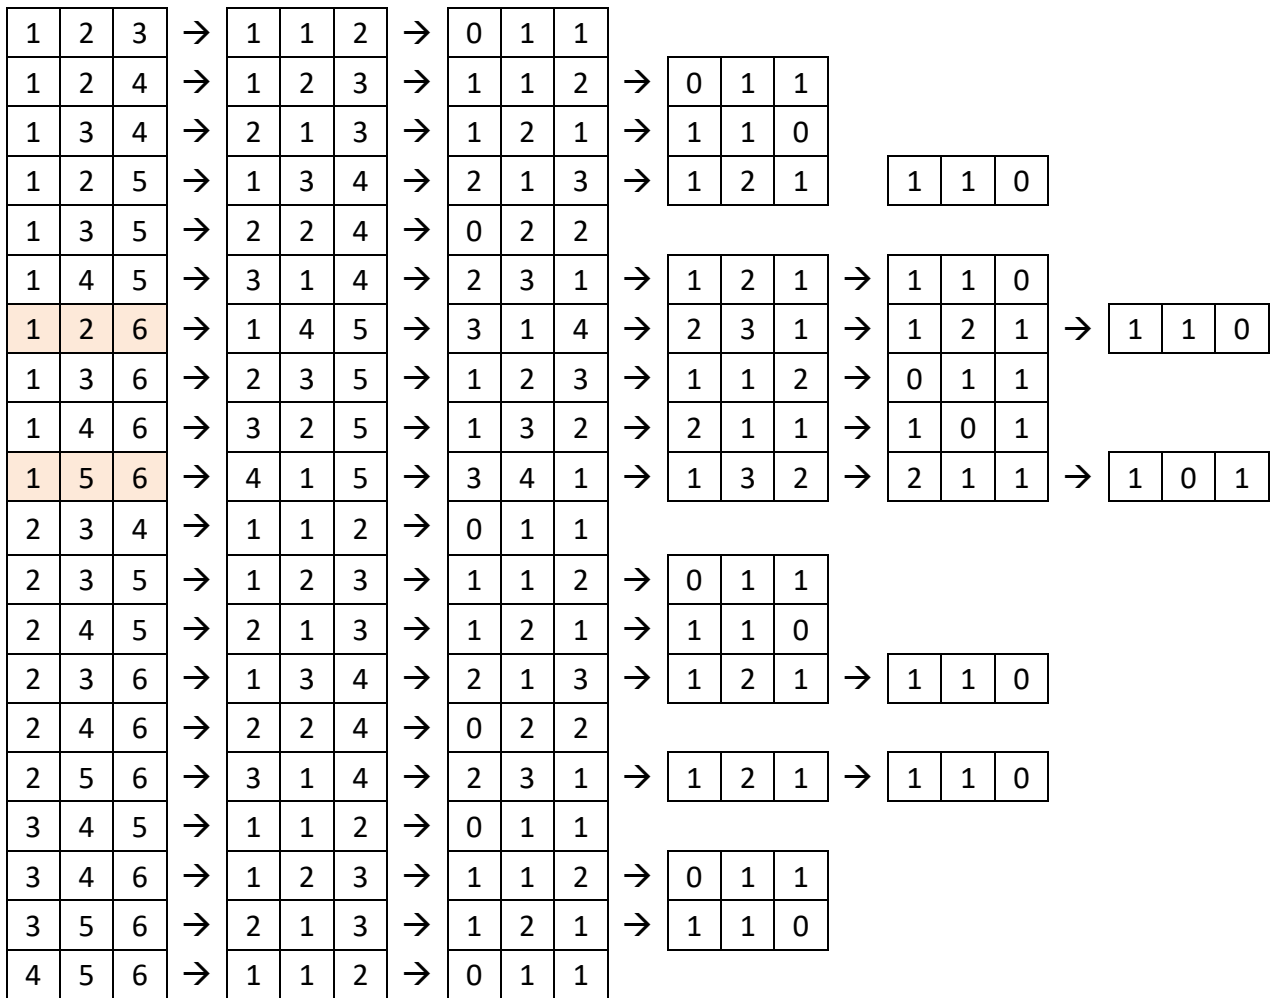 1 2 3 → 1 1 2 → 0 1 1
1 2 4 → 1 2 3 → 1 1 2 → 0 1 1
1 3 4 → 2 1 3 → 1 2 1 → 1 1 0
1 2 5 → 1 3 4 → 2 1 3 → 1 2 1 1 1 0
1 3 5 → 2 2 4 → 0 2 2
1 4 5 → 3 1 4 → 2 3 1 → 1 2 1 → 1 1 0
1 2 6 → 1 4 5 → 3 1 4 → 2 3 1 → 1 2 1 → 1 1 0
1 3 6 → 2 3 5 → 1 2 3 → 1 1 2 → 0 1 1
1 4 6 → 3 2 5 → 1 3 2 → 2 1 1 → 1 0 1
1 5 6 → 4 1 5 → 3 4 1 → 1 3 2 → 2 1 1 → 1 0 1
2 3 4 → 1 1 2 → 0 1 1
2 3 5 → 1 2 3 → 1 1 2 → 0 1 1
2 4 5 → 2 1 3 → 1 2 1 → 1 1 0
2 3 6 → 1 3 4 → 2 1 3 → 1 2 1 → 1 1 0
2 4 6 → 2 2 4 → 0 2 2
2 5 6 → 3 1 4 → 2 3 1 → 1 2 1 → 1 1 0
3 4 5 → 1 1 2 → 0 1 1
3 4 6 → 1 2 3 → 1 1 2 → 0 1 1
3 5 6 → 2 1 3 → 1 2 1 → 1 1 0
4 5 6 → 1 1 2 → 0 1 1